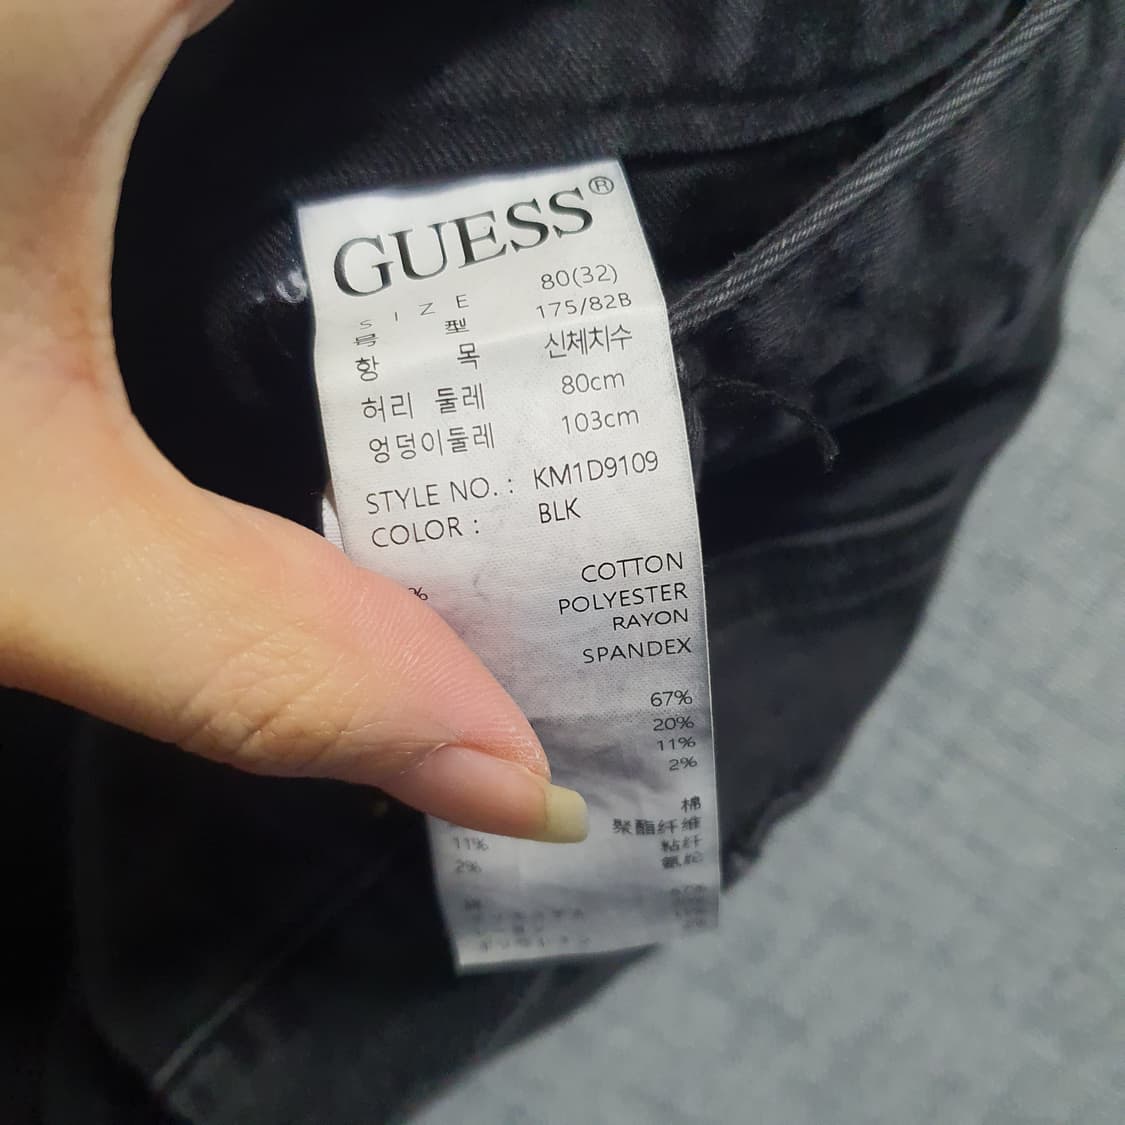 GUESS®
SIZE 80(32)
号 型 175/82B
항 목 신체치수
허리 둘레 80cm
엉덩이둘레 103cm
STYLE NO. : KM1D9109
COLOR : BLK
% COTTON
POLYESTER
RAYON
SPANDEX
67%
20%
11%
2%
棉
聚酯纤维
11% 粘纤
2% 氨纶